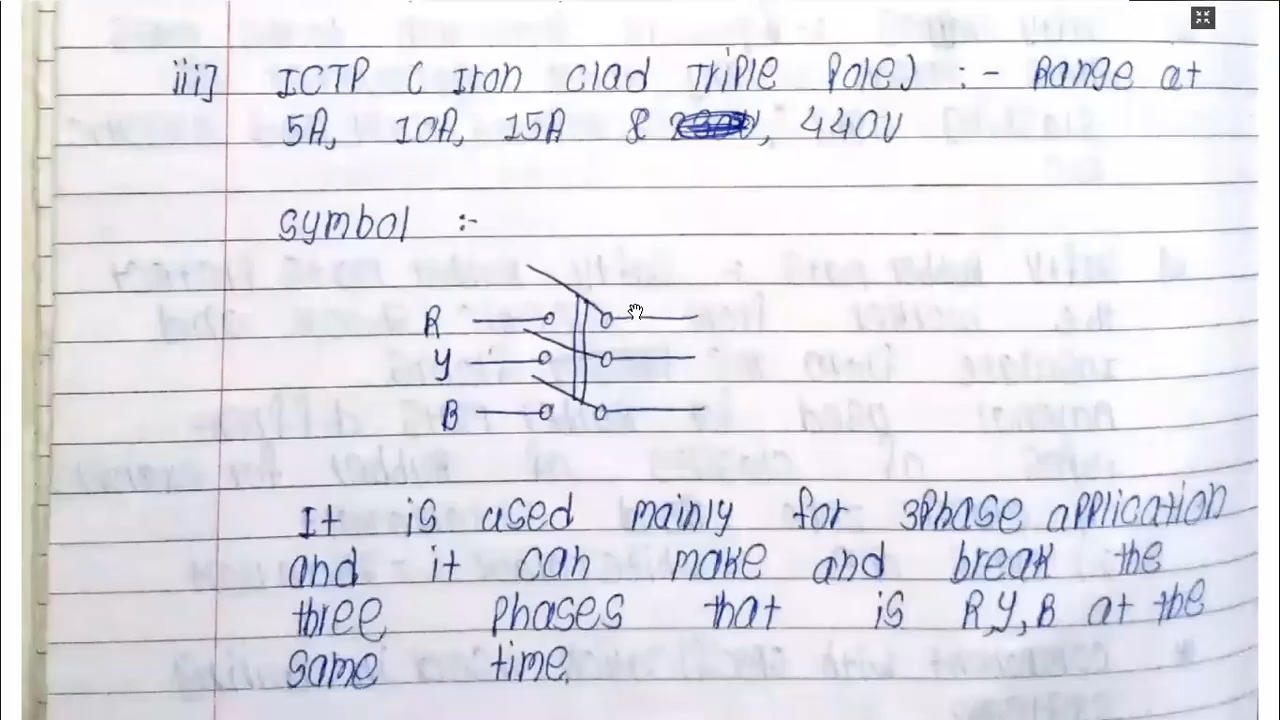 iii] ICTP ( Iron clad Triple Pole) :- Range at
5A, 10A, 15A & , 440V
Symbol :-
R
Y
B
It is used mainly for 3Phase application
and it can make and break the
three phases that is R,Y,B at the
same time.